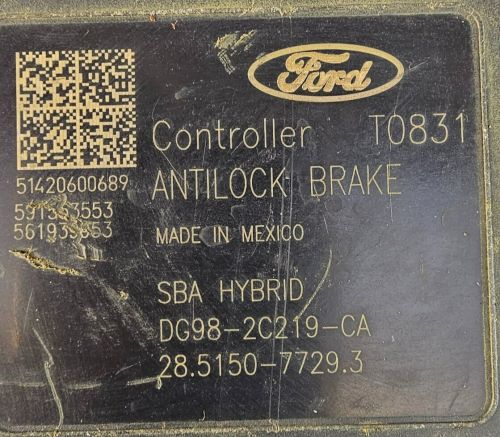 Ford
Controller T0831
51420600689
ANTILOCK BRAKE
MADE IN MEXICO
SBA HYBRID
DG98-2C219-CA
28.5150-7729.3